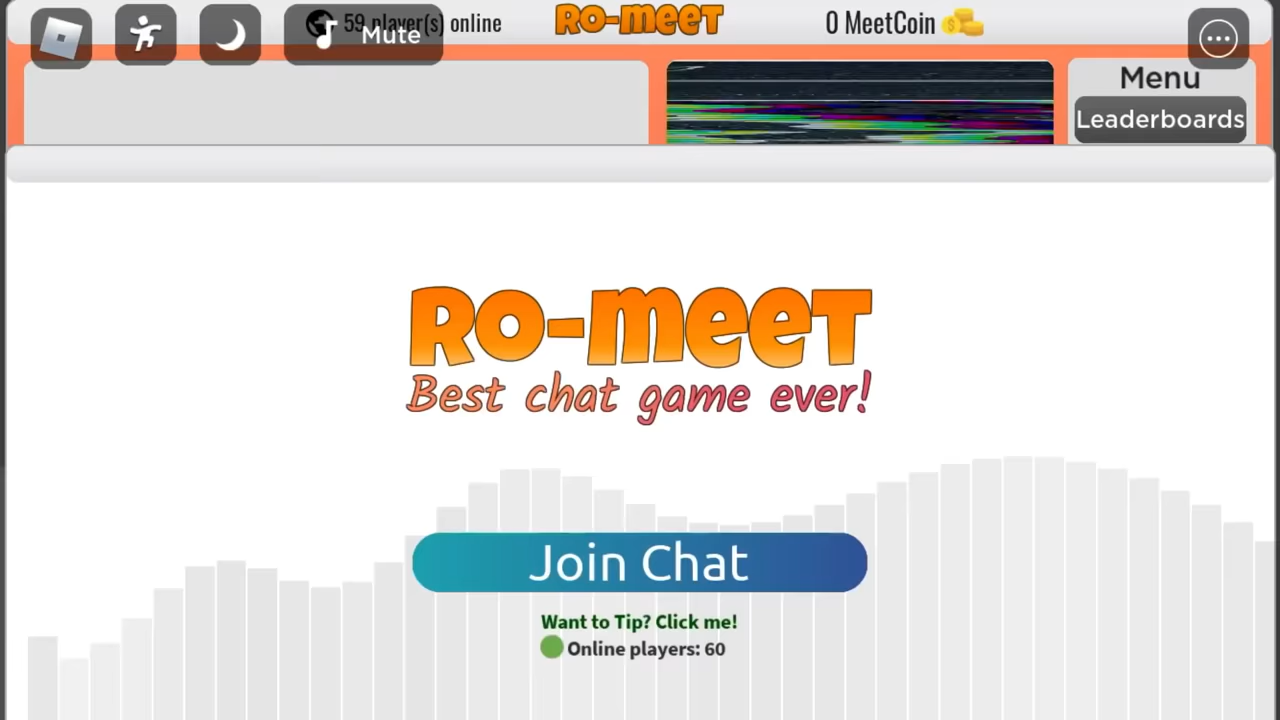 59 player(s) online
RO-meeT
0 MeetCoin
Mute
Menu
Leaderboards
RO-meeT
Best chat game ever!
Join Chat
Want to Tip? Click me!
Online players: 60